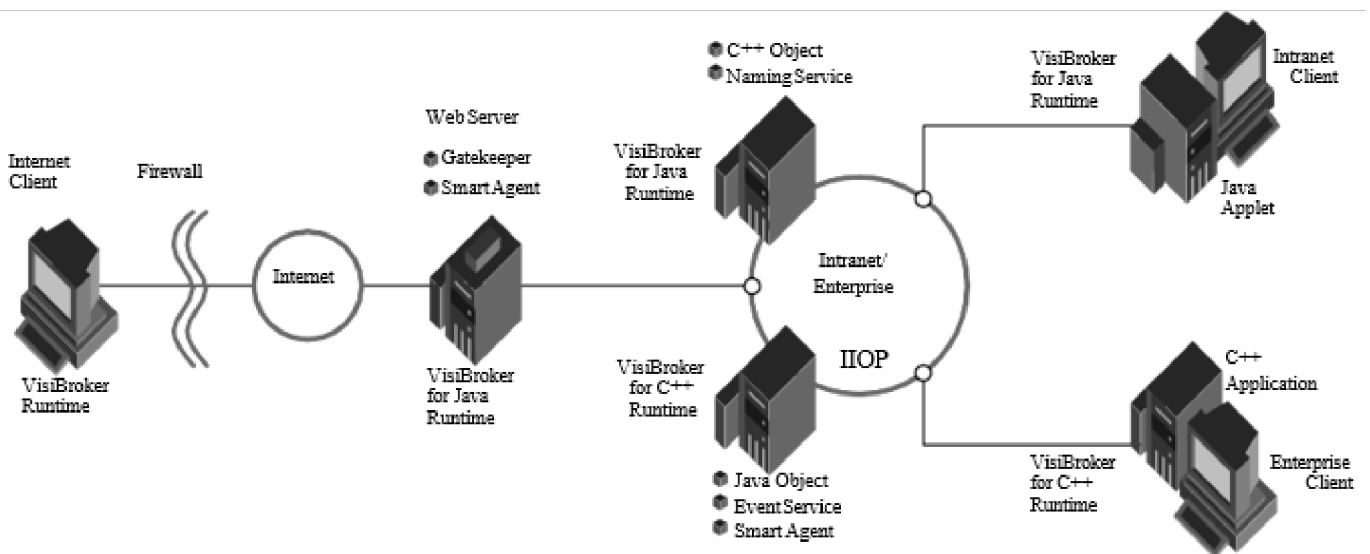 Internet
Client
VisiBroker
Runtime
Firewall
Internet
Web Server
Gatekeeper
Smart Agent
VisiBroker
for Java
Runtime
C++ Object
Naming Service
VisiBroker
for Java
Runtime
Intranet/
Enterprise
IIOP
VisiBroker
for C++
Runtime
Java Object
Event Service
Smart Agent
VisiBroker
for Java
Runtime
Intranet
Client
Java
Applet
C++
Application
VisiBroker
for C++
Runtime
Enterprise
Client